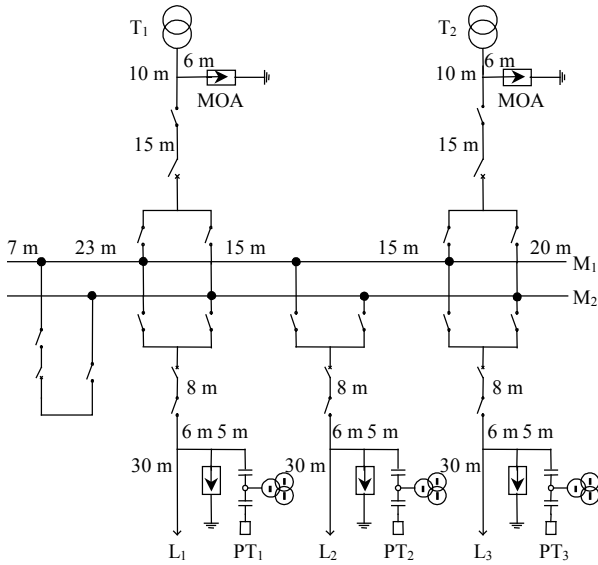 T1 T2
6 m 6 m
10 m 10 m
MOA MOA
15 m 15 m
7 m 23 m 15 m 15 m 20 m
M1
M2
8 m 8 m 8 m
6 m 5 m 6 m 5 m 6 m 5 m
30 m 30 m 30 m
L1 PT1 L2 PT2 L3 PT3